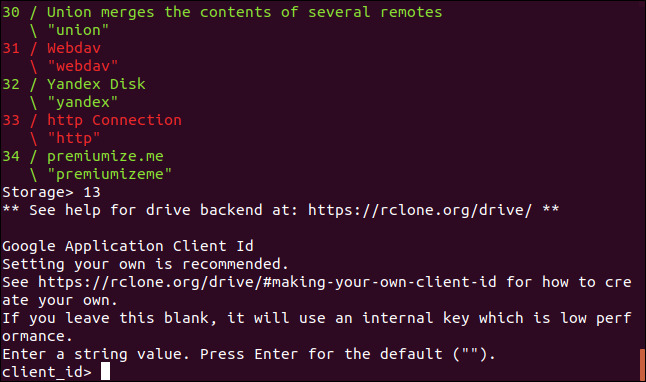 30 / Union merges the contents of several remotes
   \ "union"
31 / Webdav
   \ "webdav"
32 / Yandex Disk
   \ "yandex"
33 / http Connection
   \ "http"
34 / premiumize.me
   \ "premiumizeme"
Storage> 13
** See help for drive backend at: https://rclone.org/drive/ **

Google Application Client Id
Setting your own is recommended.
See https://rclone.org/drive/#making-your-own-client-id for how to cre
ate your own.
If you leave this blank, it will use an internal key which is low perf
ormance.
Enter a string value. Press Enter for the default ("").
client_id>